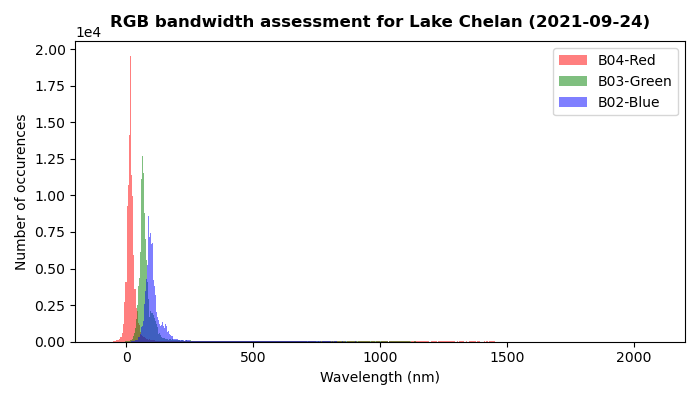 RGB bandwidth assessment for Lake Chelan (2021-09-24)
1e4
2.00
1.75
1.50
1.25
1.00
0.75
0.50
0.25
0.00
Number of occurences
B04-Red
B03-Green
B02-Blue
0 500 1000 1500 2000
Wavelength (nm)